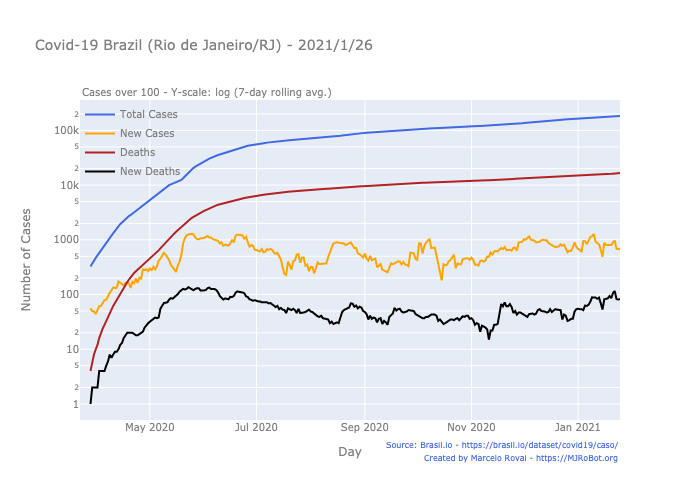 Covid-19 Brazil (Rio de Janeiro/RJ) - 2021/1/26
Cases over 100 - Y-scale: log (7-day rolling avg.)
Total Cases
New Cases
Deaths
New Deaths
2
100k
5
2
10k
5
2
1000
5
2
100
5
2
10
5
2
1
Number of Cases
May 2020
Jul 2020
Sep 2020
Nov 2020
Jan 2021
Day
Source: Brasil.io - https://brasil.io/dataset/covid19/caso/
Created by Marcelo Rovai - https://MJRoBot.org